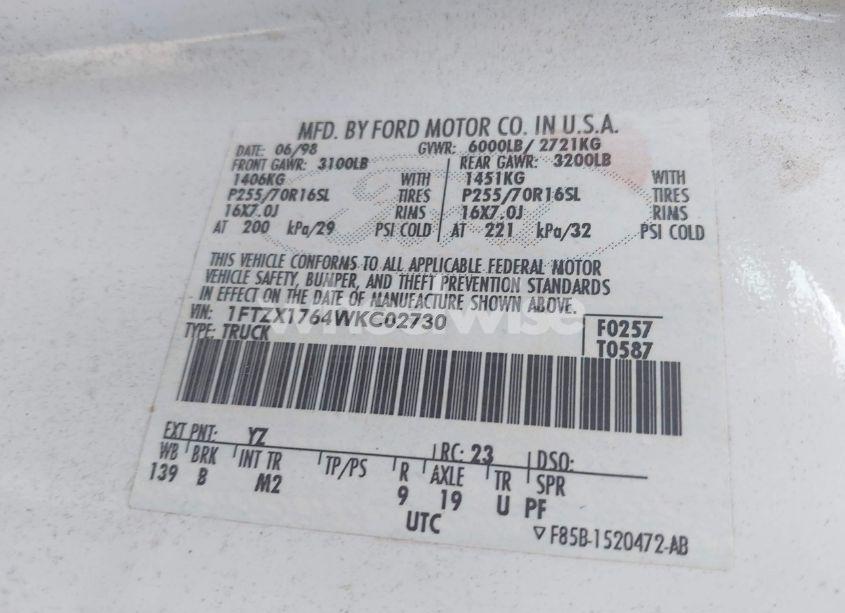 MFD. BY FORD MOTOR CO. IN U.S.A.
DATE: 06/98 GVWR: 6000LB/ 2721KG
FRONT GAWR: 3100LB REAR GAWR: 3200LB
1406KG WITH 1451KG WITH
P255/70R16SL TIRES P255/70R16SL TIRES
16X7.0J RIMS 16X7.0J RIMS
AT 200 kPa/29 PSI COLD AT 221 kPa/32 PSI COLD
THIS VEHICLE CONFORMS TO ALL APPLICABLE FEDERAL MOTOR
VEHICLE SAFETY, BUMPER, AND THEFT PREVENTION STANDARDS
IN EFFECT ON THE DATE OF MANUFACTURE SHOWN ABOVE.
VIN: 1FTZX1764WKC02730 F0257
TYPE: TRUCK T0587
EXT PNT: YZ RC: 23 DSO:
WB BRK INT TR TP/PS R AXLE TR SPR
139 B M2 9 19 U PF
UTC
F85B-1520472-AB